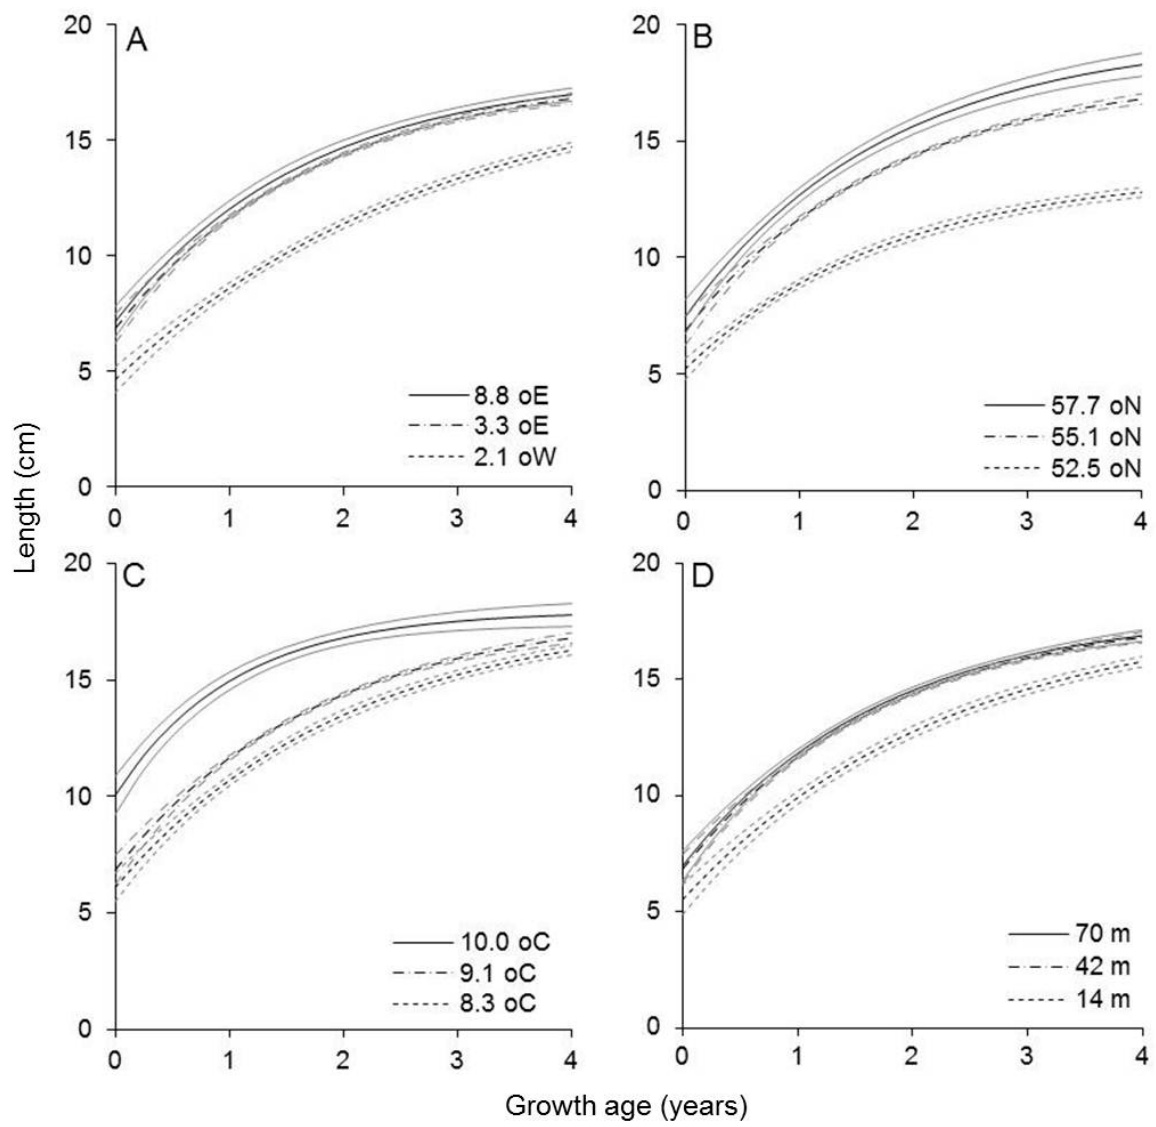 A
20
15
10
5
0
0 1 2 3 4
8.8 oE
3.3 oE
2.1 oW
B
20
15
10
5
0
0 1 2 3 4
57.7 oN
55.1 oN
52.5 oN
Length (cm)
C
20
15
10
5
0
0 1 2 3 4
10.0 oC
9.1 oC
8.3 oC
D
20
15
10
5
0
0 1 2 3 4
70 m
42 m
14 m
Growth age (years)